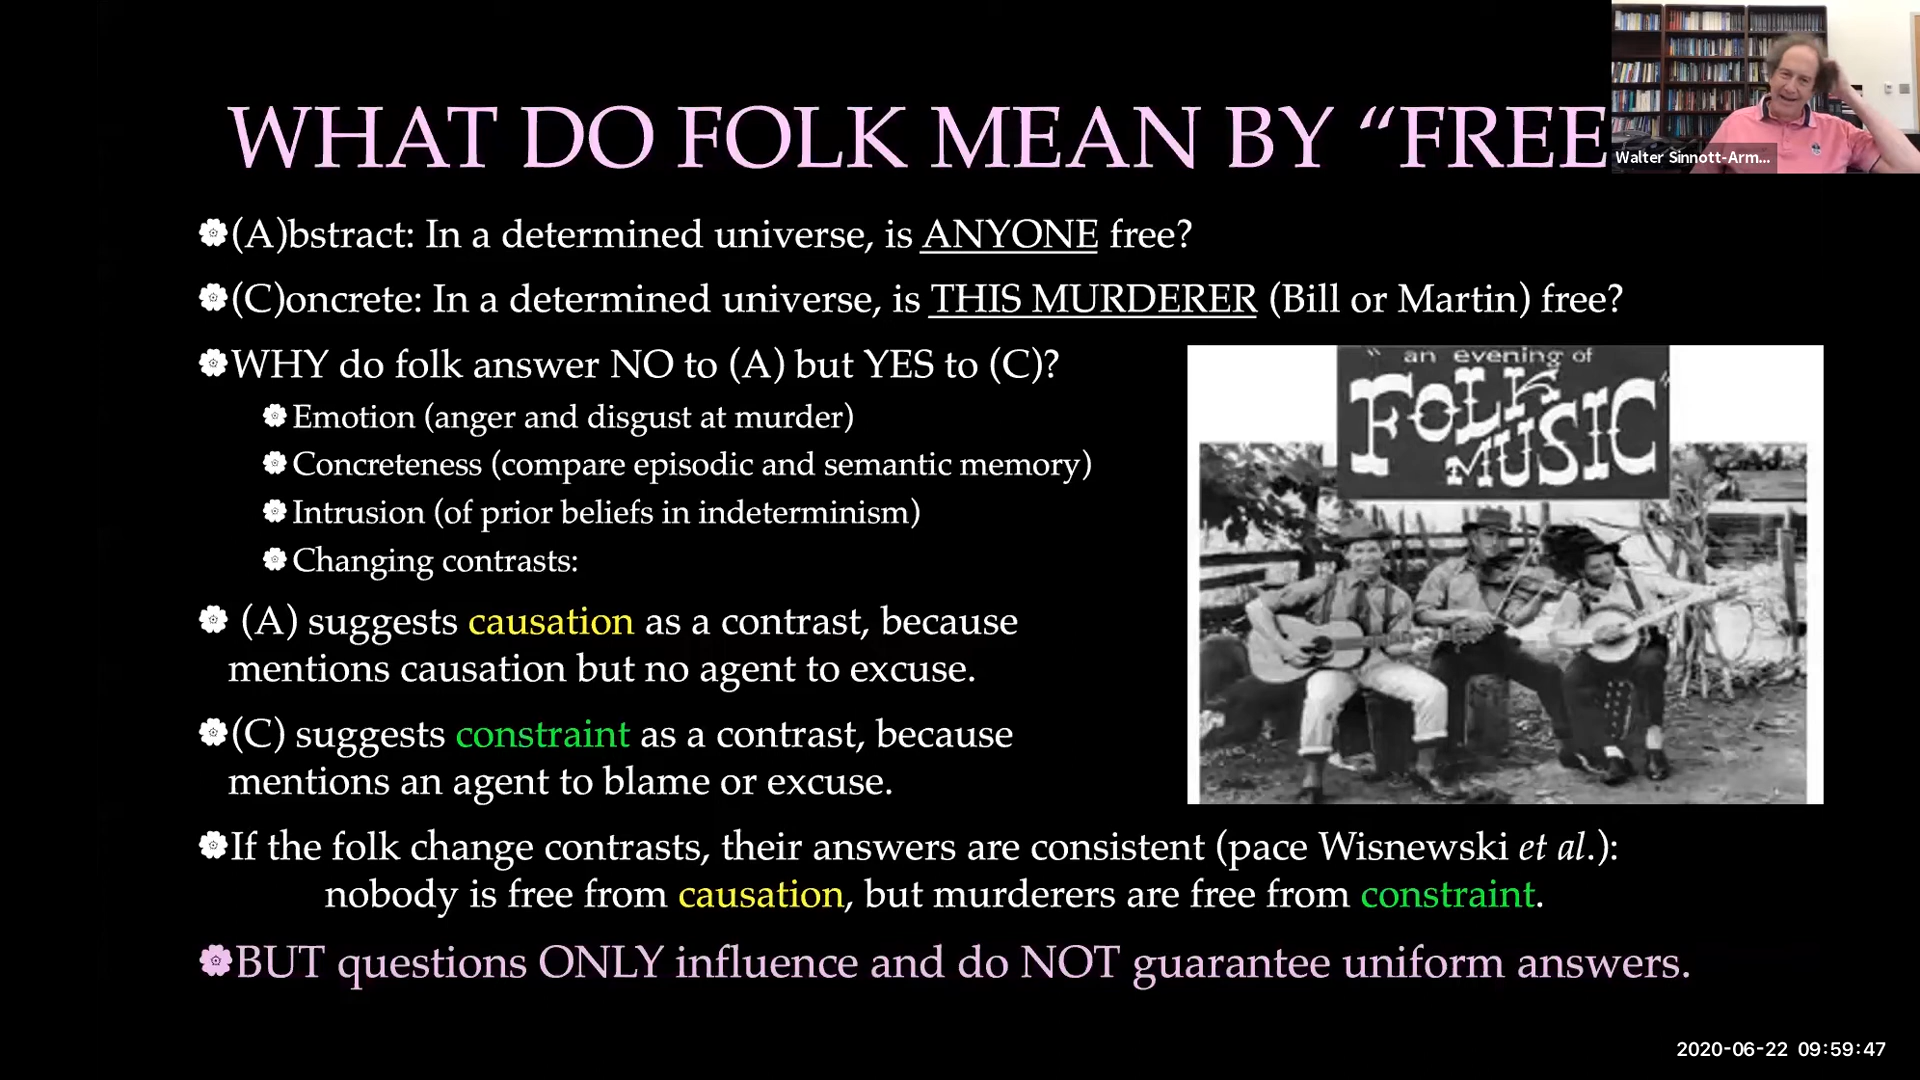 WHAT DO FOLK MEAN BY “FREE
Walter Sinnott-Arm...
(A)bstract: In a determined universe, is ANYONE free?
(C)oncrete: In a determined universe, is THIS MURDERER (Bill or Martin) free?
WHY do folk answer NO to (A) but YES to (C)?
Emotion (anger and disgust at murder)
Concreteness (compare episodic and semantic memory)
Intrusion (of prior beliefs in indeterminism)
Changing contrasts:
(A) suggests causation as a contrast, because
mentions causation but no agent to excuse.
(C) suggests constraint as a contrast, because
mentions an agent to blame or excuse.
"an evening of
FOLK
MUSIC"
If the folk change contrasts, their answers are consistent (pace Wisnewski et al.):
nobody is free from causation, but murderers are free from constraint.
BUT questions ONLY influence and do NOT guarantee uniform answers.
2020-06-22 09:59:47